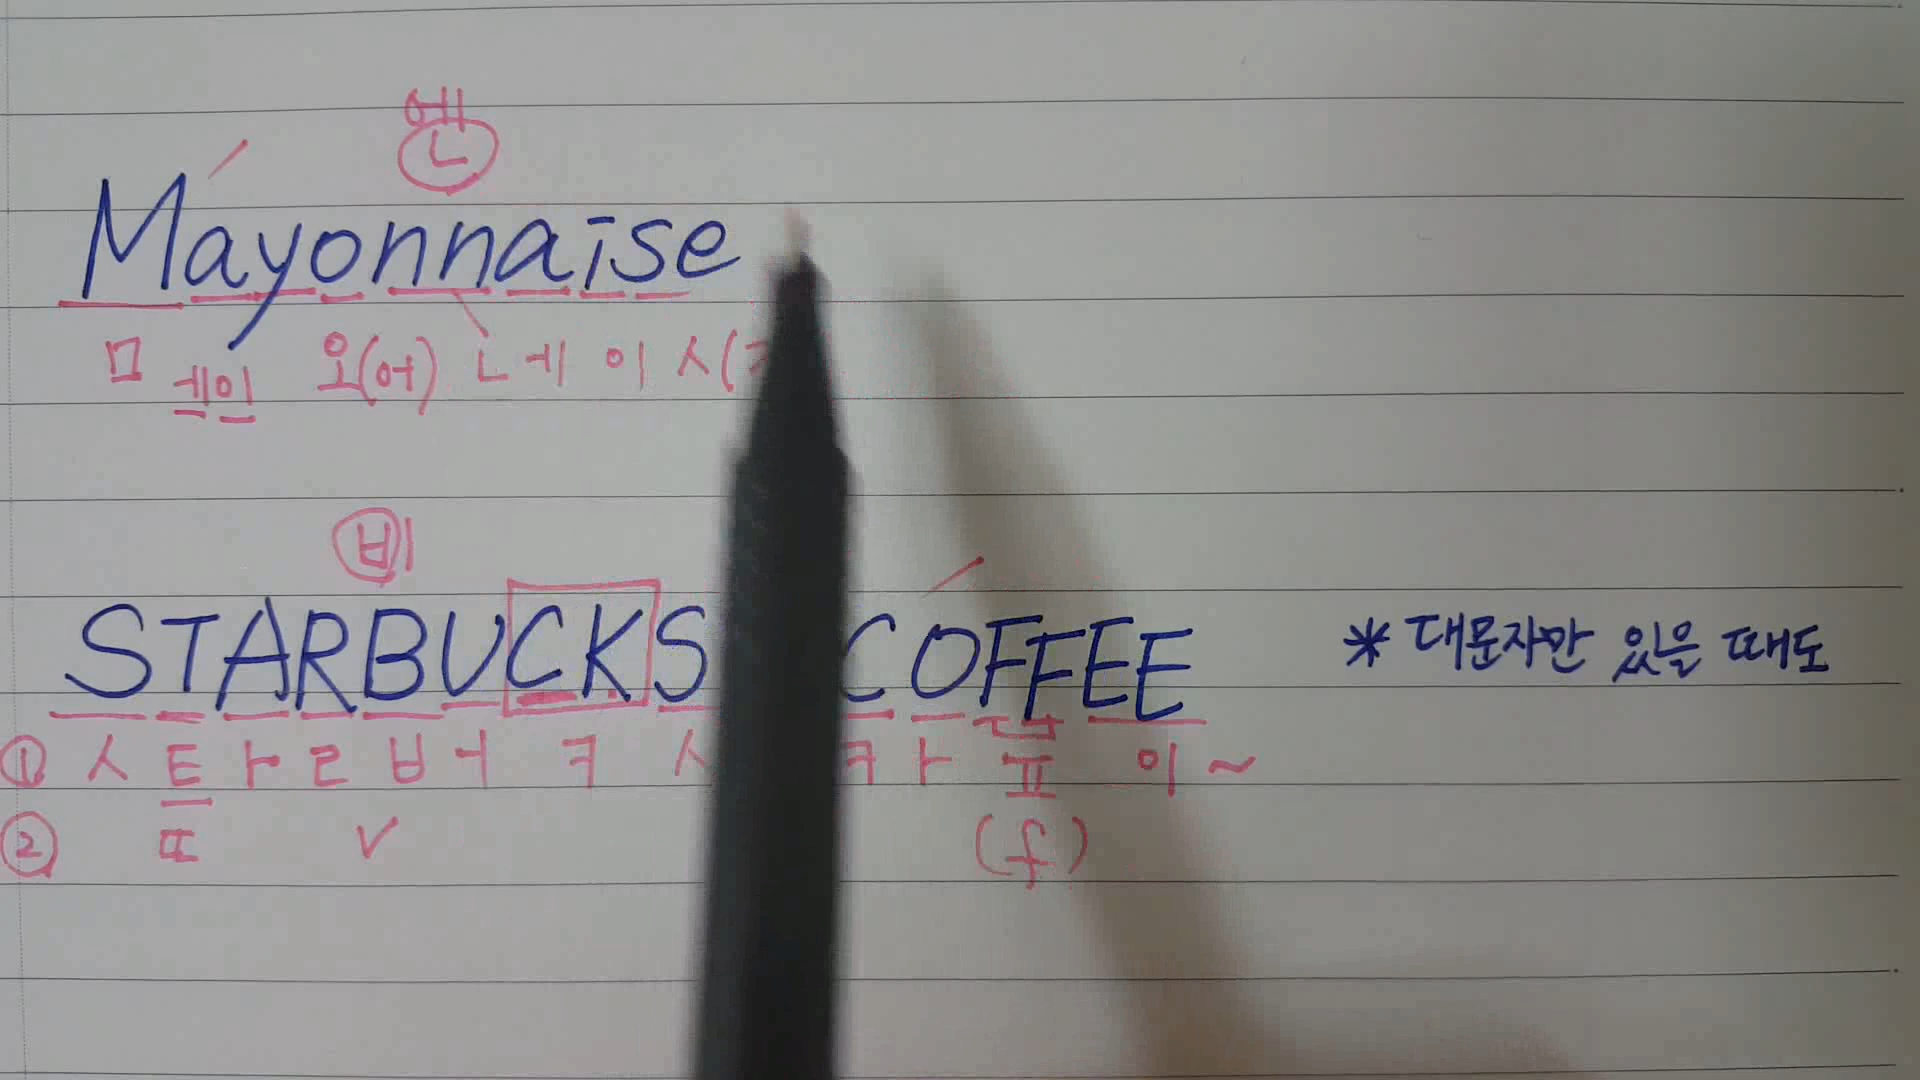 엔
Mayonnaise
ㅁ ㅔ이 오(어) ㄴ ㅔ 이 ㅅ(
비
STARBUCKS COFFEE
* 대문자만 있을 때도
① ㅅ ㅌ ㅏ ㄹ ㅂ ㅓ ㅋ ㅅ ㅋ ㅏ ㅍ 이 ~
② ㄸ v (f)